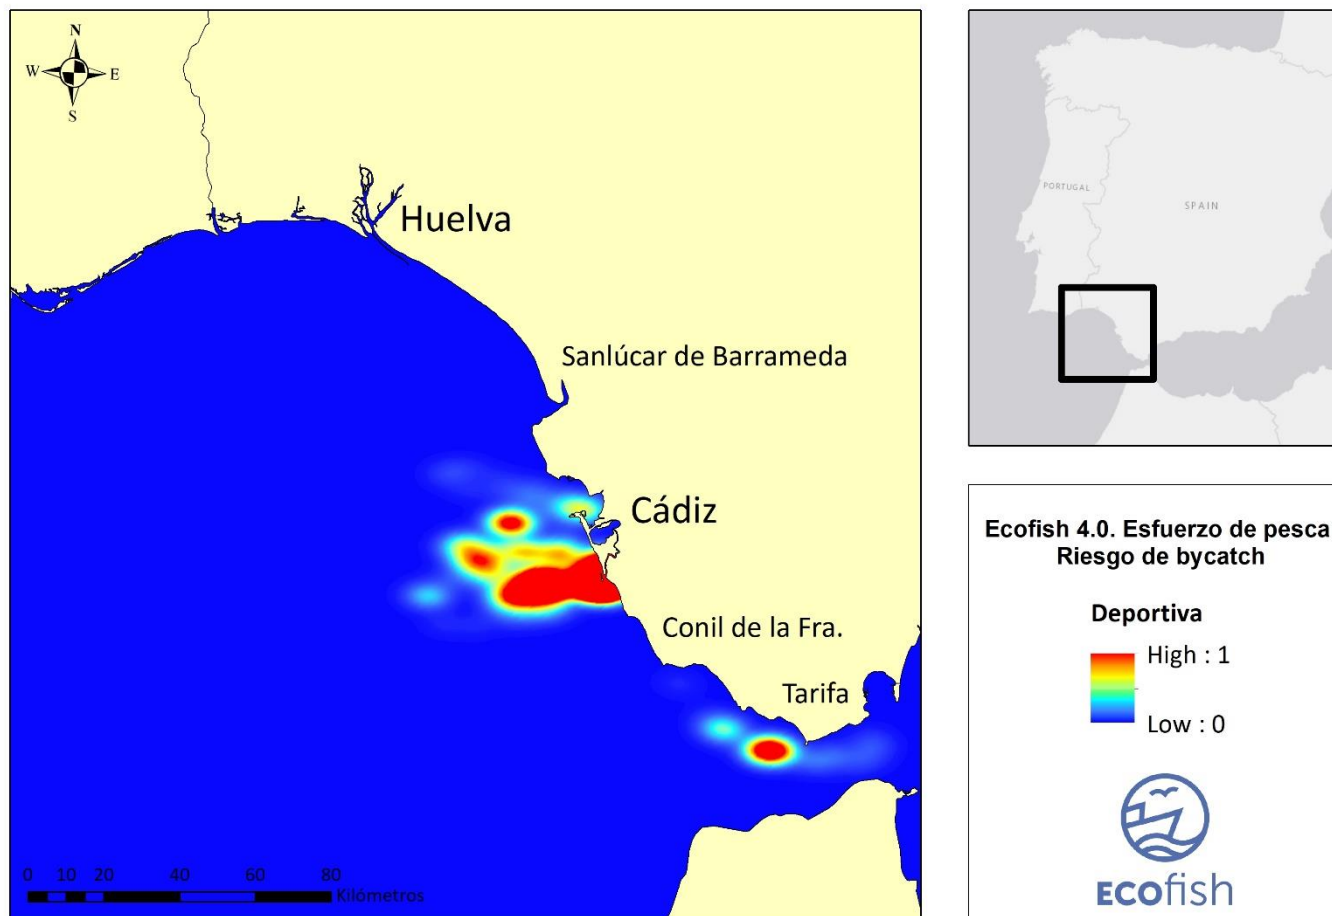 N
W E
S
Huelva
Sanlúcar de Barrameda
Cádiz
Conil de la Fra.
Tarifa
0 10 20 40 60 80
Kilómetros
PORTUGAL
SPAIN
Ecofish 4.0. Esfuerzo de pesca
Riesgo de bycatch
Deportiva
High : 1
Low : 0
ECOfish